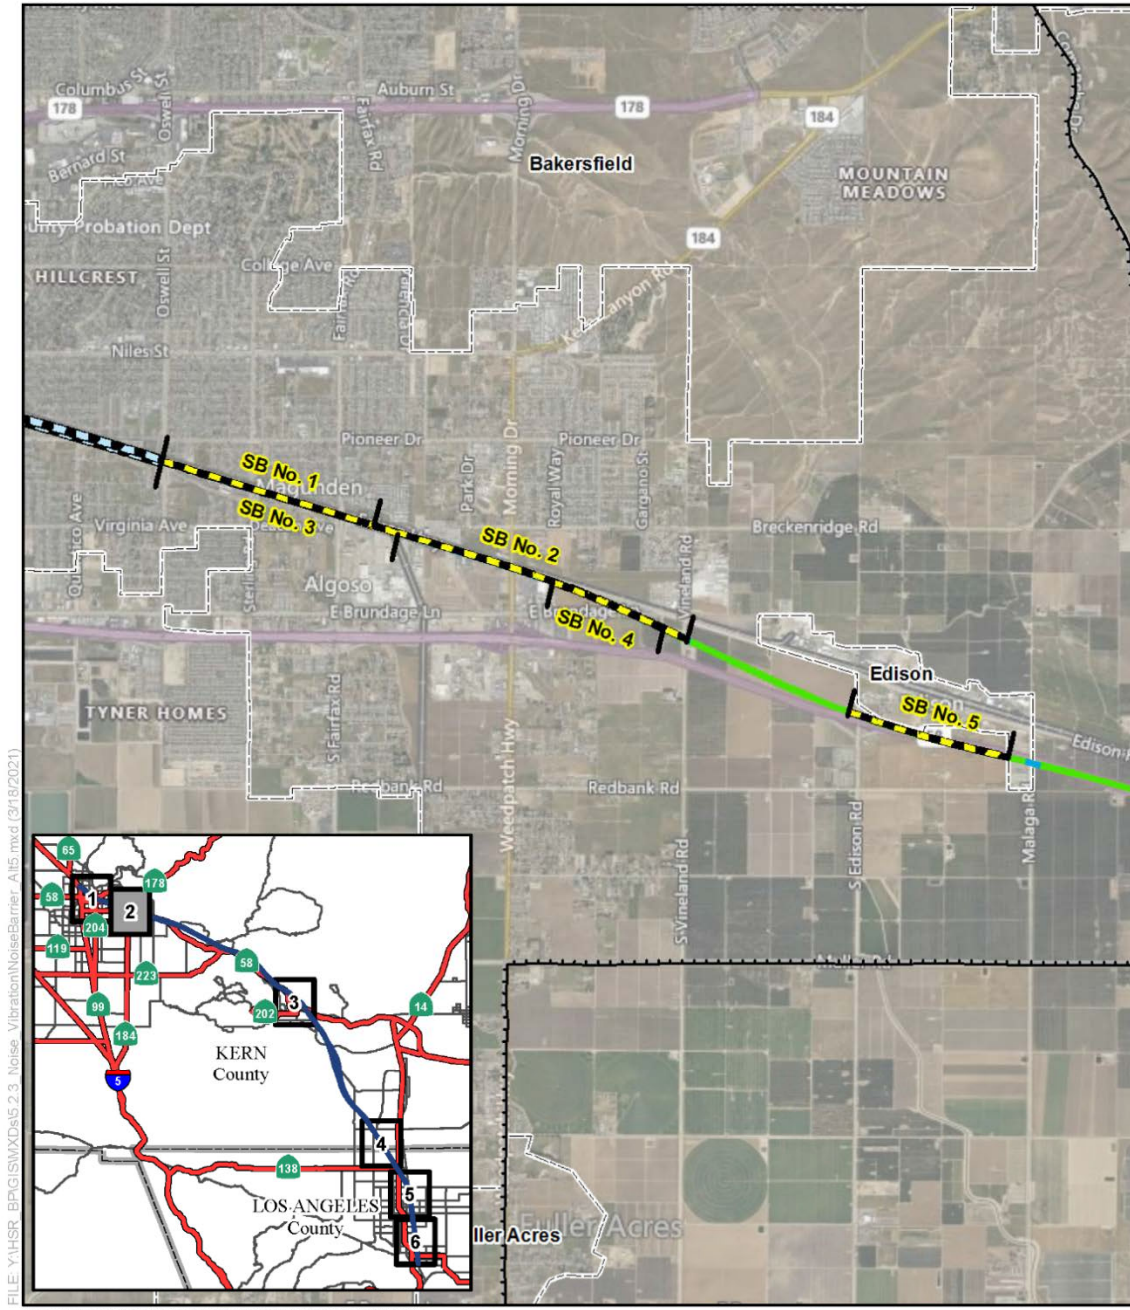 Columbus St
Auburn St
178
178
Oswell St
Fairfax Rd
Morning Dr
184
Bernard St
Bakersfield
MOUNTAIN
MEADOWS
unty Probation Dept
184
HILLCREST
Oswell St
College Ave
Niles St
Pioneer Dr
Pioneer Dr
SB No. 1
Magunden
Park Dr
Morning Dr
Royal Way
Gargano St
SB No. 3
Virginia Ave
SB No. 2
Breckenridge Rd
Algoso
Vineland Rd
E Brundage Ln
E Brundage
SB No. 4
Edison
TYNER HOMES
S Fairfax Rd
SB No. 5
Redbank Rd
Redbank Rd
Weedpatch Hwy
S Vineland Rd
S Edison Rd
Malaga R
65
178
58
1
2
204
119
223
58
99
3
202
14
184
KERN
County
5
4
138
5
LOS ANGELES
County
6
ller Acres
Fuller Acres
FILE: Y:\HSR_BP\GIS\MXDs\5.2.3_Noise_Vibration\NoiseBarrier_Alt5.mxd (3/18/2021)